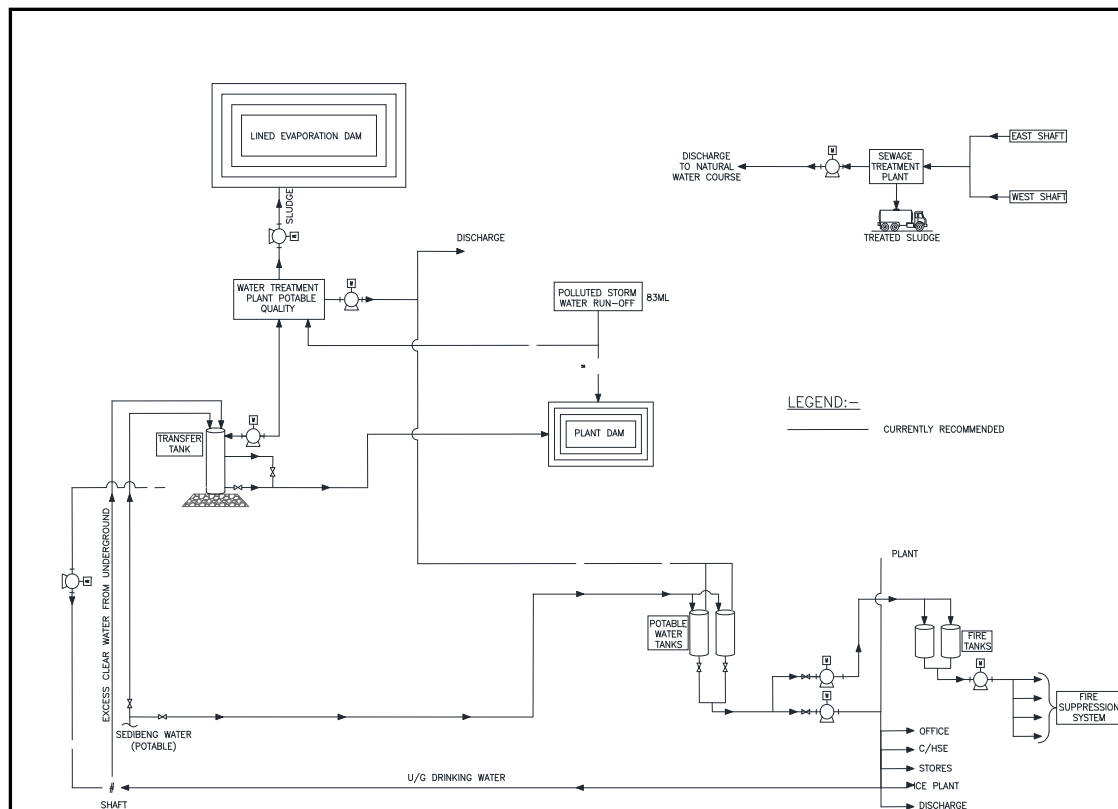 LINED EVAPORATION DAM
SLUDGE
M
WATER TREATMENT
PLANT POTABLE
QUALITY
M
DISCHARGE
POLLUTED STORM
WATER RUN-OFF
83ML
M
DISCHARGE
TO NATURAL
WATER COURSE
M
SEWAGE
TREATMENT
PLANT
EAST SHAFT
WEST SHAFT
TREATED SLUDGE
TRANSFER
TANK
M
PLANT DAM
LEGEND:-
CURRENTLY RECOMMENDED
M
EXCESS CLEAR WATER FROM UNDERGROUND
SEDIBENG WATER
(POTABLE)
POTABLE
WATER
TANKS
PLANT
M
M
FIRE
TANKS
M
FIRE
SUPPRESSION
SYSTEM
OFFICE
C/HSE
STORES
ICE PLANT
DISCHARGE
U/G DRINKING WATER
SHAFT